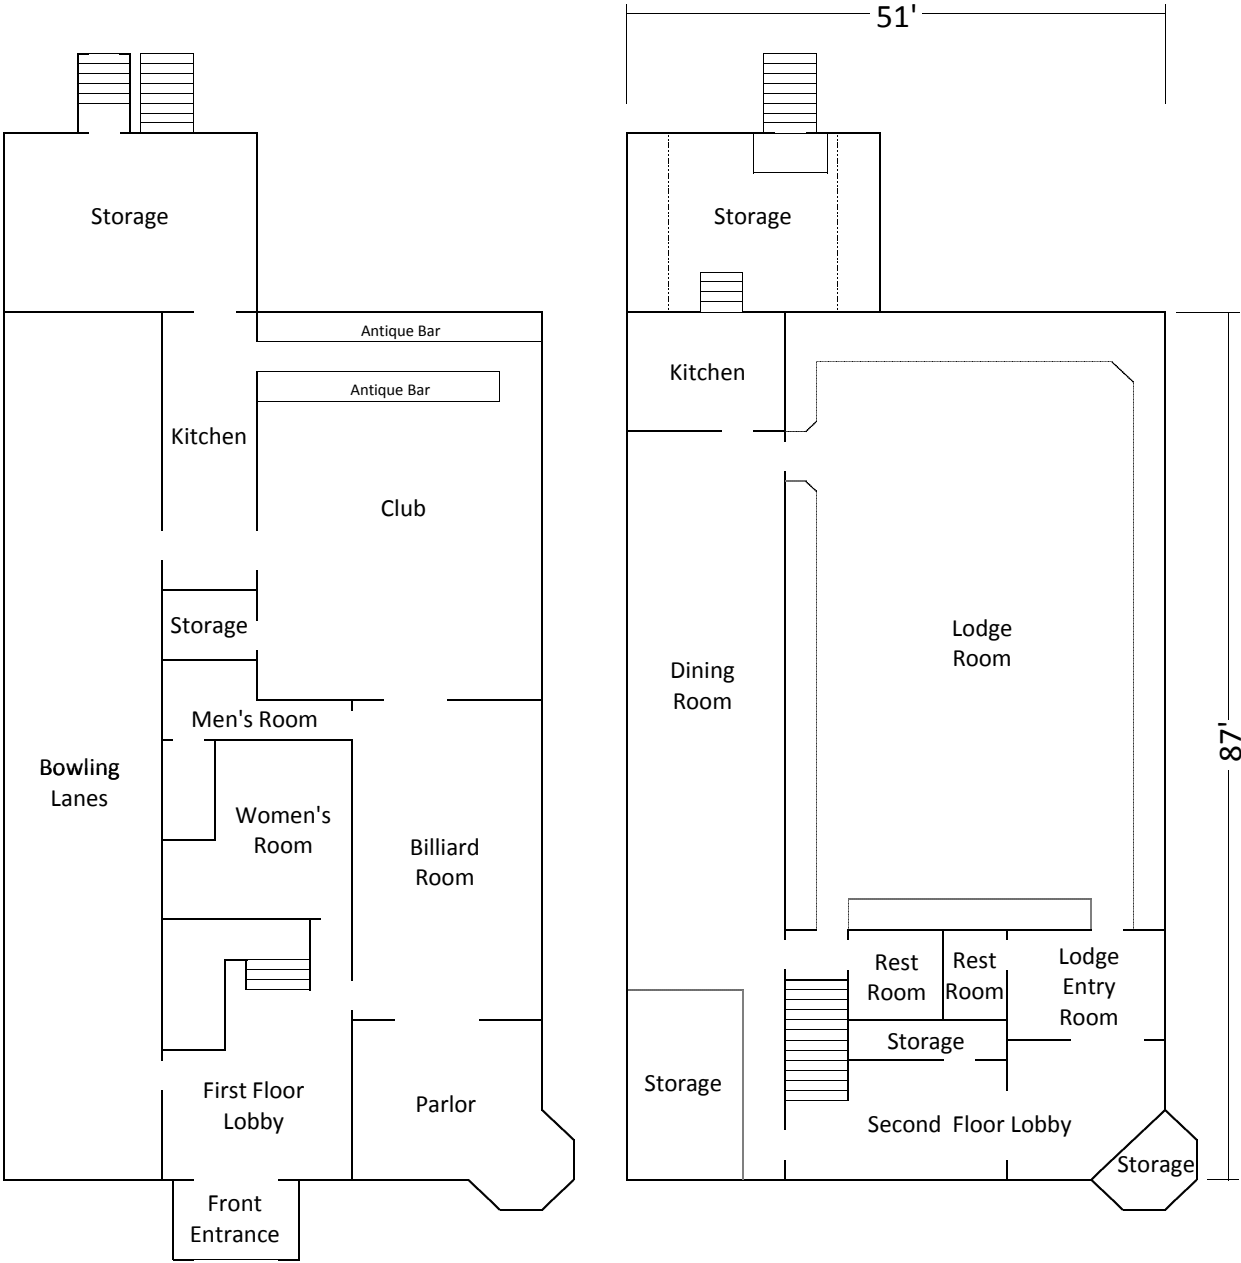 51'
Storage
Antique Bar
Antique Bar
Kitchen
Club
Storage
Men's Room
Bowling
Lanes
Women's
Room
Billiard
Room
First Floor
Lobby
Parlor
Front
Entrance
Storage
Kitchen
Lodge
Room
Dining
Room
87'
Rest
Room
Rest
Room
Lodge
Entry
Room
Storage
Storage
Second Floor Lobby
Storage